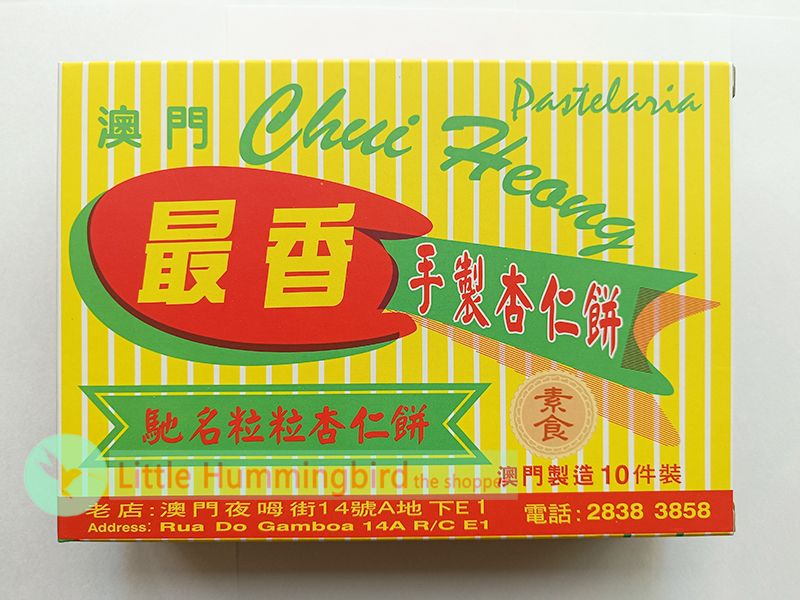 澳門
Pastelaria
Chui Heong
最香
手製杏仁餅
馳名粒粒杏仁餅
素食
Little Hummingbird the shoppe
澳門製造10件裝
老店:澳門夜呣街14號A地下E1
電話: 2838 3858
Address: Rua Do Gamboa 14A R/C E1